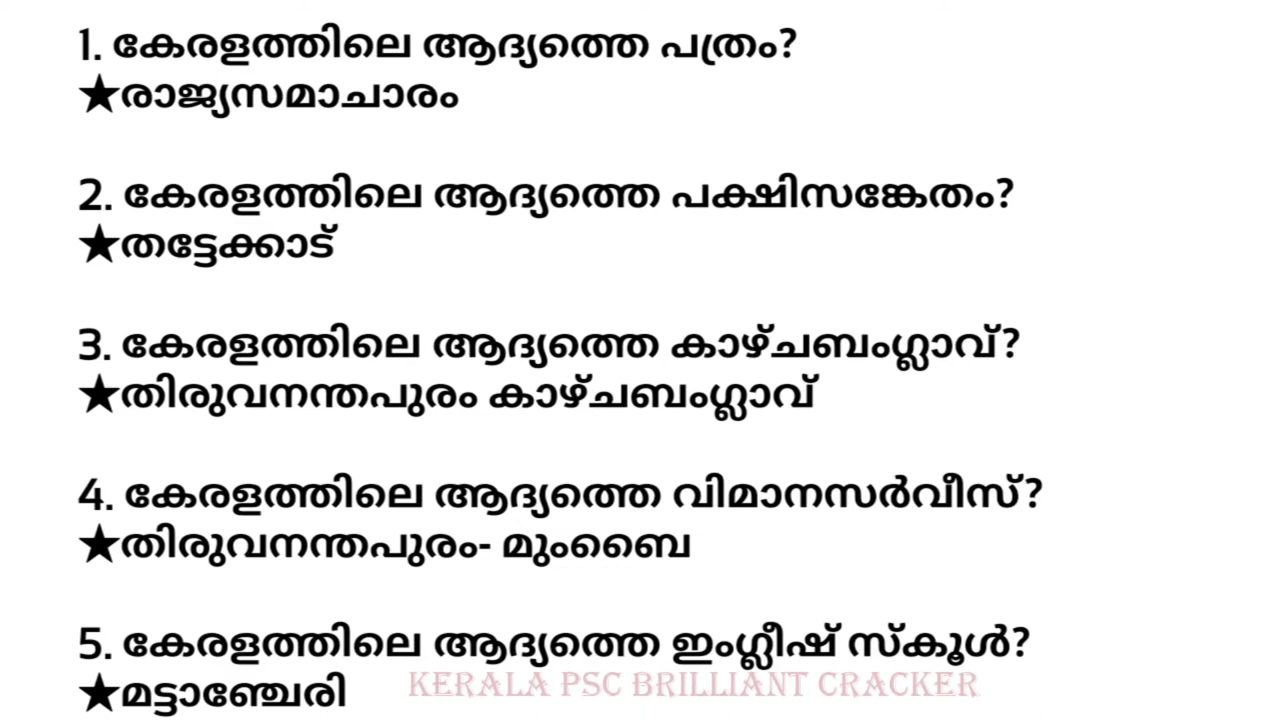 1. കേരളത്തിലെ ആദ്യത്തെ പത്രം?
★രാജ്യസമാചാരം
2. കേരളത്തിലെ ആദ്യത്തെ പക്ഷിസങ്കേതം?
★തട്ടേക്കാട്
3. കേരളത്തിലെ ആദ്യത്തെ കാഴ്ചബംഗ്ലാവ്?
★തിരുവനന്തപുരം കാഴ്ചബംഗ്ലാവ്
4. കേരളത്തിലെ ആദ്യത്തെ വിമാനസർവീസ്?
★തിരുവനന്തപുരം- മുംബൈ
5. കേരളത്തിലെ ആദ്യത്തെ ഇംഗ്ലീഷ് സ്കൂൾ?
★മട്ടാഞ്ചേരി
KERALA PSC BRILLIANT CRACKER